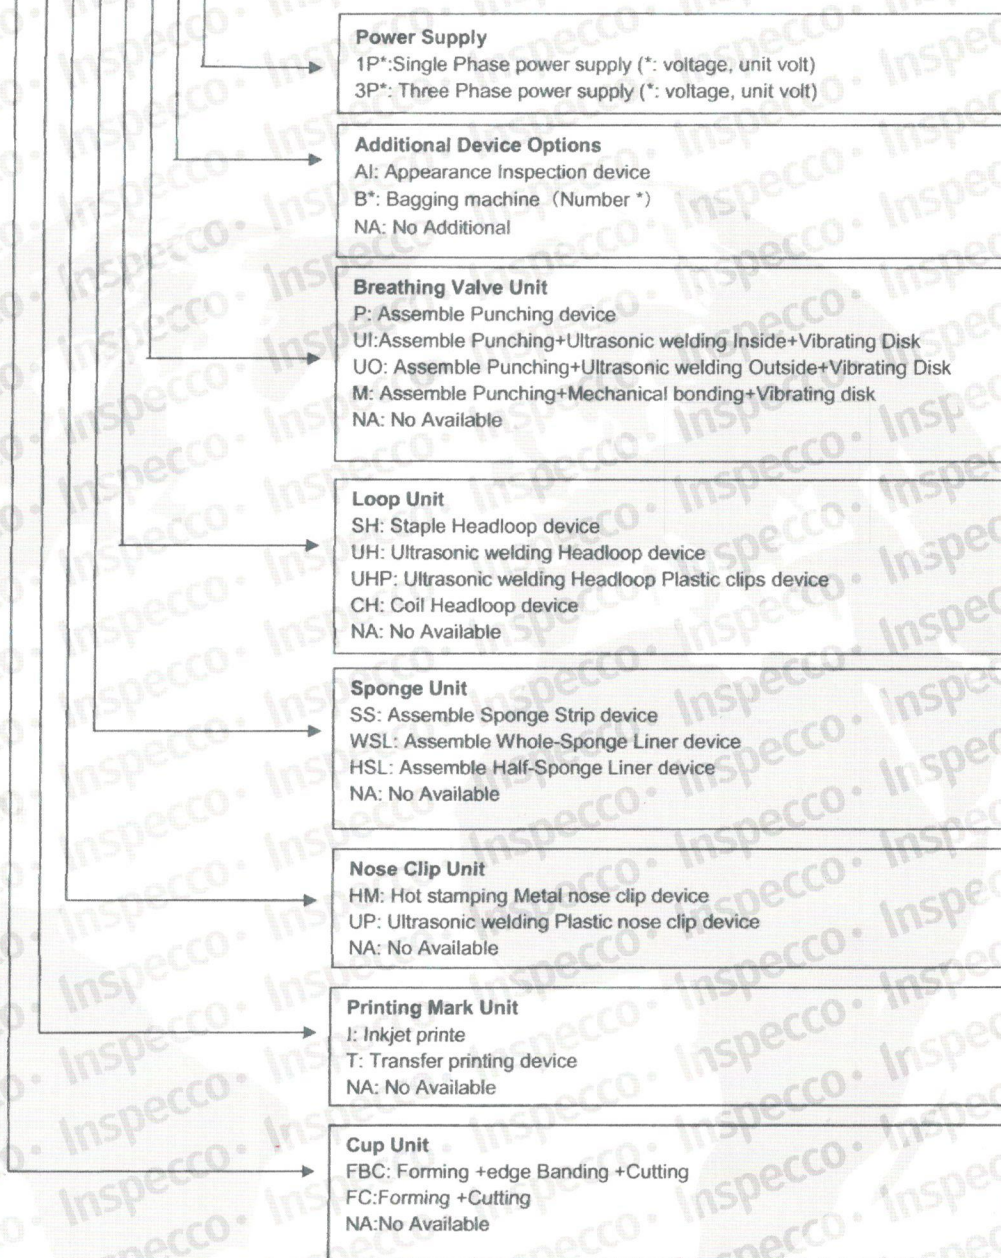 Power Supply
1P*:Single Phase power supply (*: voltage, unit volt)
3P*: Three Phase power supply (*: voltage, unit volt)
Additional Device Options
AI: Appearance Inspection device
B*: Bagging machine（Number *）
NA: No Additional
Breathing Valve Unit
P: Assemble Punching device
UI:Assemble Punching+Ultrasonic welding Inside+Vibrating Disk
UO: Assemble Punching+Ultrasonic welding Outside+Vibrating Disk
M: Assemble Punching+Mechanical bonding+Vibrating disk
NA: No Available
Loop Unit
SH: Staple Headloop device
UH: Ultrasonic welding Headloop device
UHP: Ultrasonic welding Headloop Plastic clips device
CH: Coil Headloop device
NA: No Available
Sponge Unit
SS: Assemble Sponge Strip device
WSL: Assemble Whole-Sponge Liner device
HSL: Assemble Half-Sponge Liner device
NA: No Available
Nose Clip Unit
HM: Hot stamping Metal nose clip device
UP: Ultrasonic welding Plastic nose clip device
NA: No Available
Printing Mark Unit
I: Inkjet printe
T: Transfer printing device
NA: No Available
Cup Unit
FBC: Forming +edge Banding +Cutting
FC:Forming +Cutting
NA:No Available
Inspecco